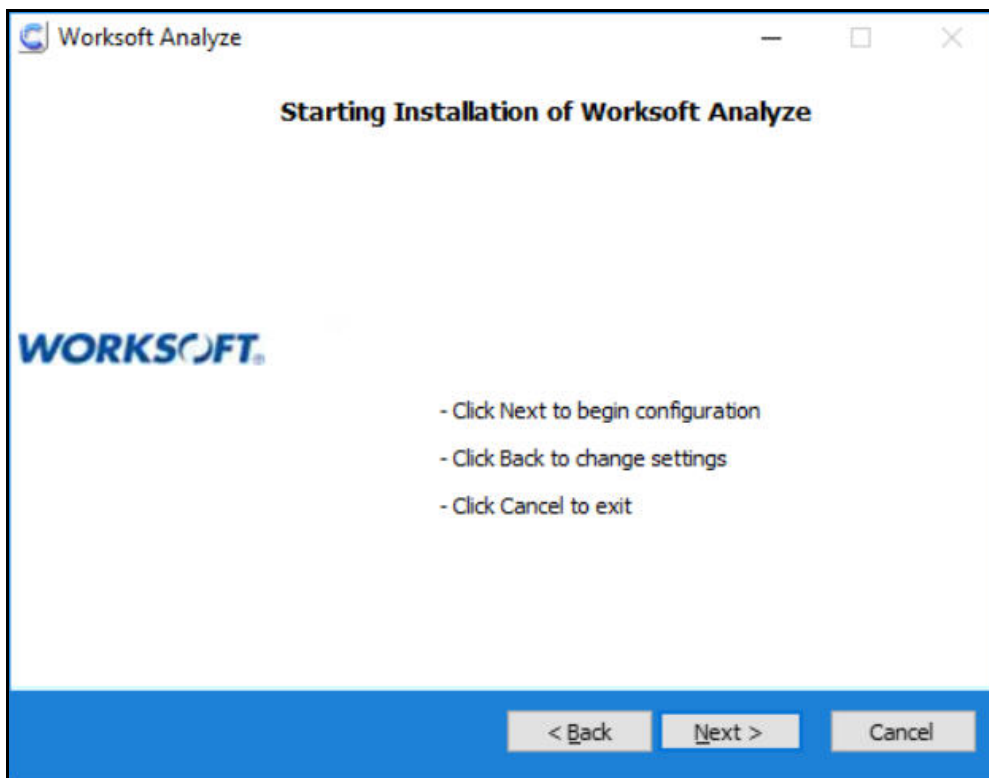 Worksoft Analyze
Starting Installation of Worksoft Analyze
WORKSOFT®
- Click Next to begin configuration
- Click Back to change settings
- Click Cancel to exit
< Back Next > Cancel